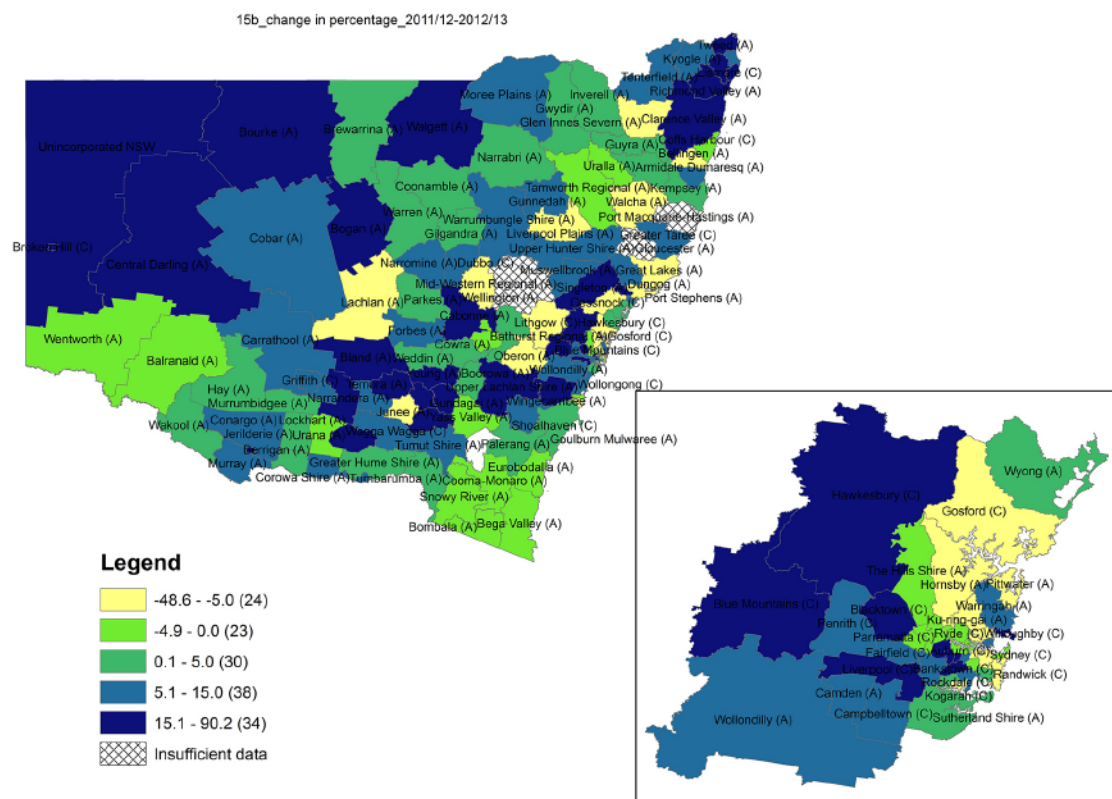 15b_change in percentage_2011/12-2012/13
Tweed (A)
Kyogle (A)
Tenterfield (A)
Lismore (C)
Richmond Valley (A)
Moree Plains (A)
Inverell (A)
Gwydir (A)
Glen Innes Severn (A)
Clarence Valley (A)
Bourke (A)
Brewarrina (A)
Walgett (A)
Unincorporated NSW
Coffs Harbour (C)
Guyra (A)
Bellingen (A)
Narrabri (A)
Uralla (A)
Armidale Dumaresq (A)
Coonamble (A)
Tamworth Regional (A)
Kempsey (A)
Gunnedah (A)
Walcha (A)
Warren (A)
Warrumbungle Shire (A)
Port Macquarie-Hastings (A)
Bogan (A)
Gilgandra (A)
Liverpool Plains (A)
Greater Taree (C)
Cobar (A)
Broken Hill (C)
Upper Hunter Shire (A)
Gloucester (A)
Central Darling (A)
Narromine (A)
Dubbo (C)
Muswellbrook (A)
Great Lakes (A)
Mid-Western Regional (A)
Singleton (A)
Dungog (A)
Lachlan (A)
Parkes (A)
Wellington (A)
Port Stephens (A)
Cessnock (C)
Cabonne (A)
Lithgow (C)
Hawkesbury (C)
Wentworth (A)
Carrathool (A)
Forbes (A)
Bathurst Regional (A)
Gosford (C)
Cowra (A)
Blue Mountains (C)
Balranald (A)
Bland (A)
Weddin (A)
Oberon (A)
Wollondilly (A)
Griffith (C)
Young (A)
Boorowa (A)
Hay (A)
Temora (A)
Upper Lachlan Shire (A)
Wollongong (C)
Murrumbidgee (A)
Narrandera (A)
Gundagai (A)
Wingecarribee (A)
Junee (A)
Wakool (A)
Conargo (A)
Lockhart (A)
Yass Valley (A)
Shoalhaven (C)
Jerilderie (A)
Urana (A)
Wagga Wagga (C)
Goulburn Mulwaree (A)
Berrigan (A)
Tumut Shire (A)
Palerang (A)
Murray (A)
Greater Hume Shire (A)
Eurobodalla (A)
Corowa Shire (A)
Tumbarumba (A)
Cooma-Monaro (A)
Snowy River (A)
Bombala (A)
Bega Valley (A)
Legend
-48.6 - -5.0 (24)
-4.9 - 0.0 (23)
0.1 - 5.0 (30)
5.1 - 15.0 (38)
15.1 - 90.2 (34)
Insufficient data
Wyong (A)
Hawkesbury (C)
Gosford (C)
The Hills Shire (A)
Hornsby (A)
Pittwater (A)
Blue Mountains (C)
Blacktown (C)
Warringah (A)
Penrith (C)
Ku-ring-gai (A)
Parramatta (C)
Ryde (C)
Willoughby (C)
Fairfield (C)
Auburn (C)
Sydney (C)
Liverpool (C)
Bankstown (C)
Randwick (C)
Rockdale (C)
Camden (A)
Kogarah (C)
Wollondilly (A)
Campbelltown (C)
Sutherland Shire (A)